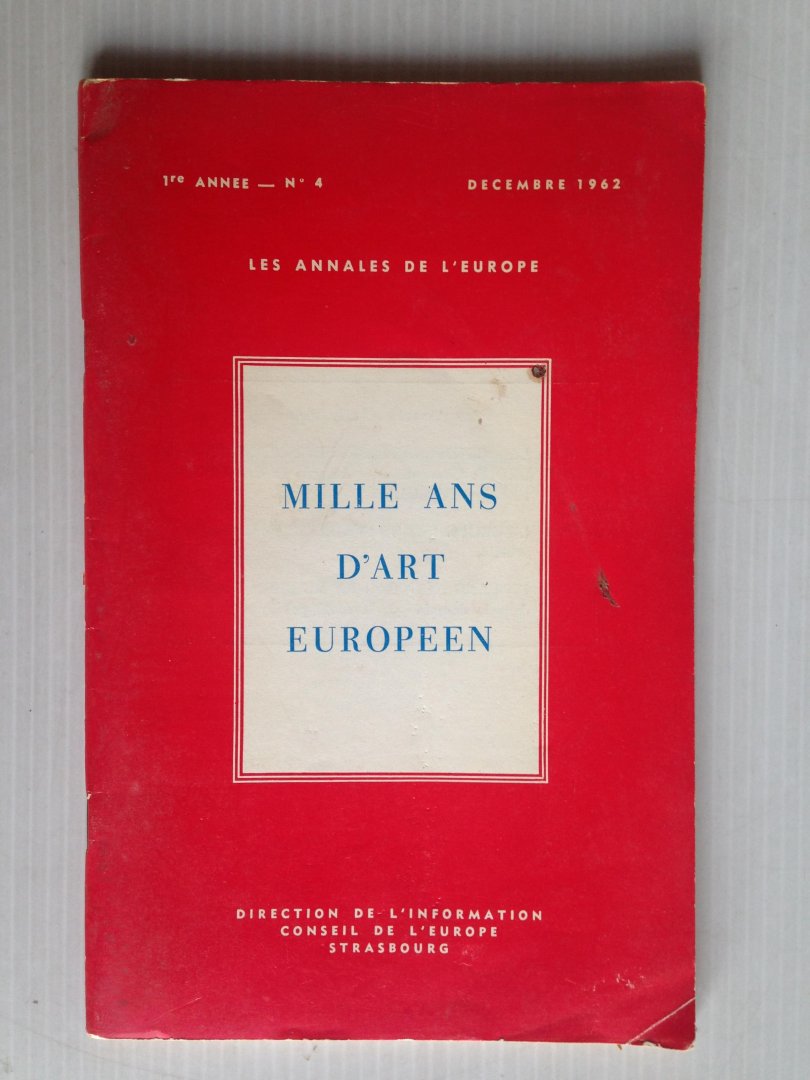 1re ANNEE — N° 4 DECEMBRE 1962
LES ANNALES DE L'EUROPE
MILLE ANS
D'ART
EUROPEEN
DIRECTION DE L'INFORMATION
CONSEIL DE L'EUROPE
STRASBOURG